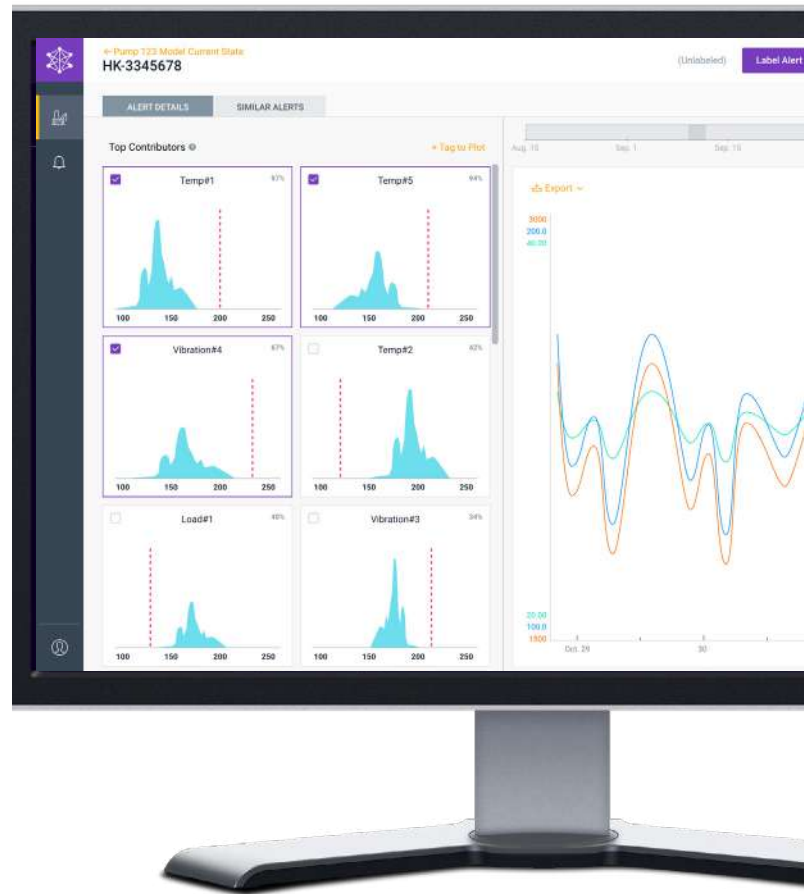 ← Pump 123 Model Current State
HK-3345678
(Unlabeled)
Label Alert
ALERT DETAILS
SIMILAR ALERTS
Top Contributors
+ Tag to Plot
Temp#1
97%
100 150 200 250
Temp#5
94%
100 150 200 250
Vibration#4
67%
100 150 200 250
Temp#2
62%
100 150 200 250
Load#1
40%
100 150 200 250
Vibration#3
34%
100 150 200 250
Aug. 10 Sep. 1 Sep. 15
Export
3000
200.0
40.00
20.00
100.0
1500
Oct. 29 30